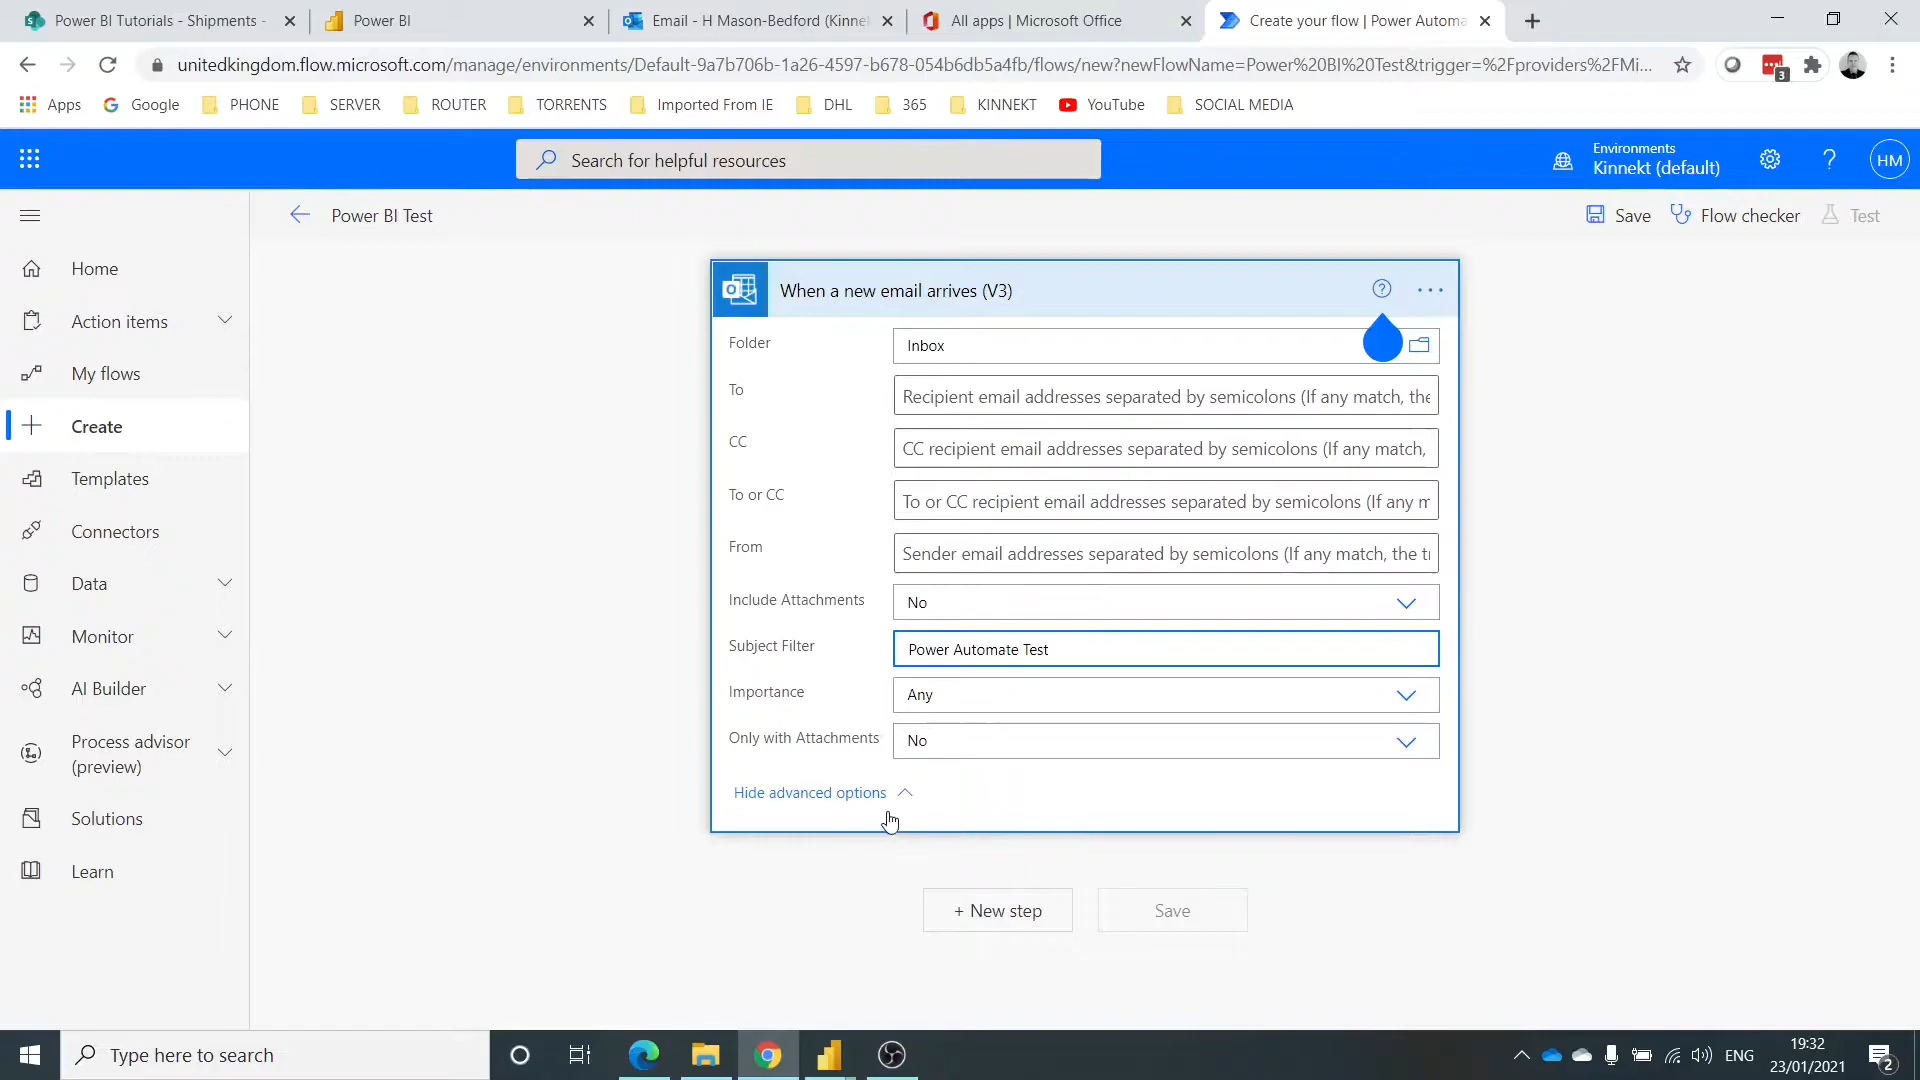 Power BI Tutorials - Shipments -
Power BI
Email - H Mason-Bedford (Kinnek
All apps | Microsoft Office
Create your flow | Power Automa
unitedkingdom.flow.microsoft.com/manage/environments/Default-9a7b706b-1a26-4597-b678-054b6db5a4fb/flows/new?newFlowName=Power%20BI%20Test&trigger=%2Fproviders%2FMi...
3
Apps
Google
PHONE
SERVER
ROUTER
TORRENTS
Imported From IE
DHL
365
KINNEKT
YouTube
SOCIAL MEDIA
Search for helpful resources
Environments
Kinnekt (default)
?
HM
Power BI Test
Save
Flow checker
Test
Home
Action items
My flows
Create
Templates
Connectors
Data
Monitor
AI Builder
Process advisor
(preview)
Solutions
Learn
When a new email arrives (V3)
?
...
Folder
Inbox
To
Recipient email addresses separated by semicolons (If any match, the
CC
CC recipient email addresses separated by semicolons (If any match,
To or CC
To or CC recipient email addresses separated by semicolons (If any m
From
Sender email addresses separated by semicolons (If any match, the tr
Include Attachments
No
Subject Filter
Power Automate Test
Importance
Any
Only with Attachments
No
Hide advanced options
+ New step
Save
Type here to search
ENG
19:32
23/01/2021
2